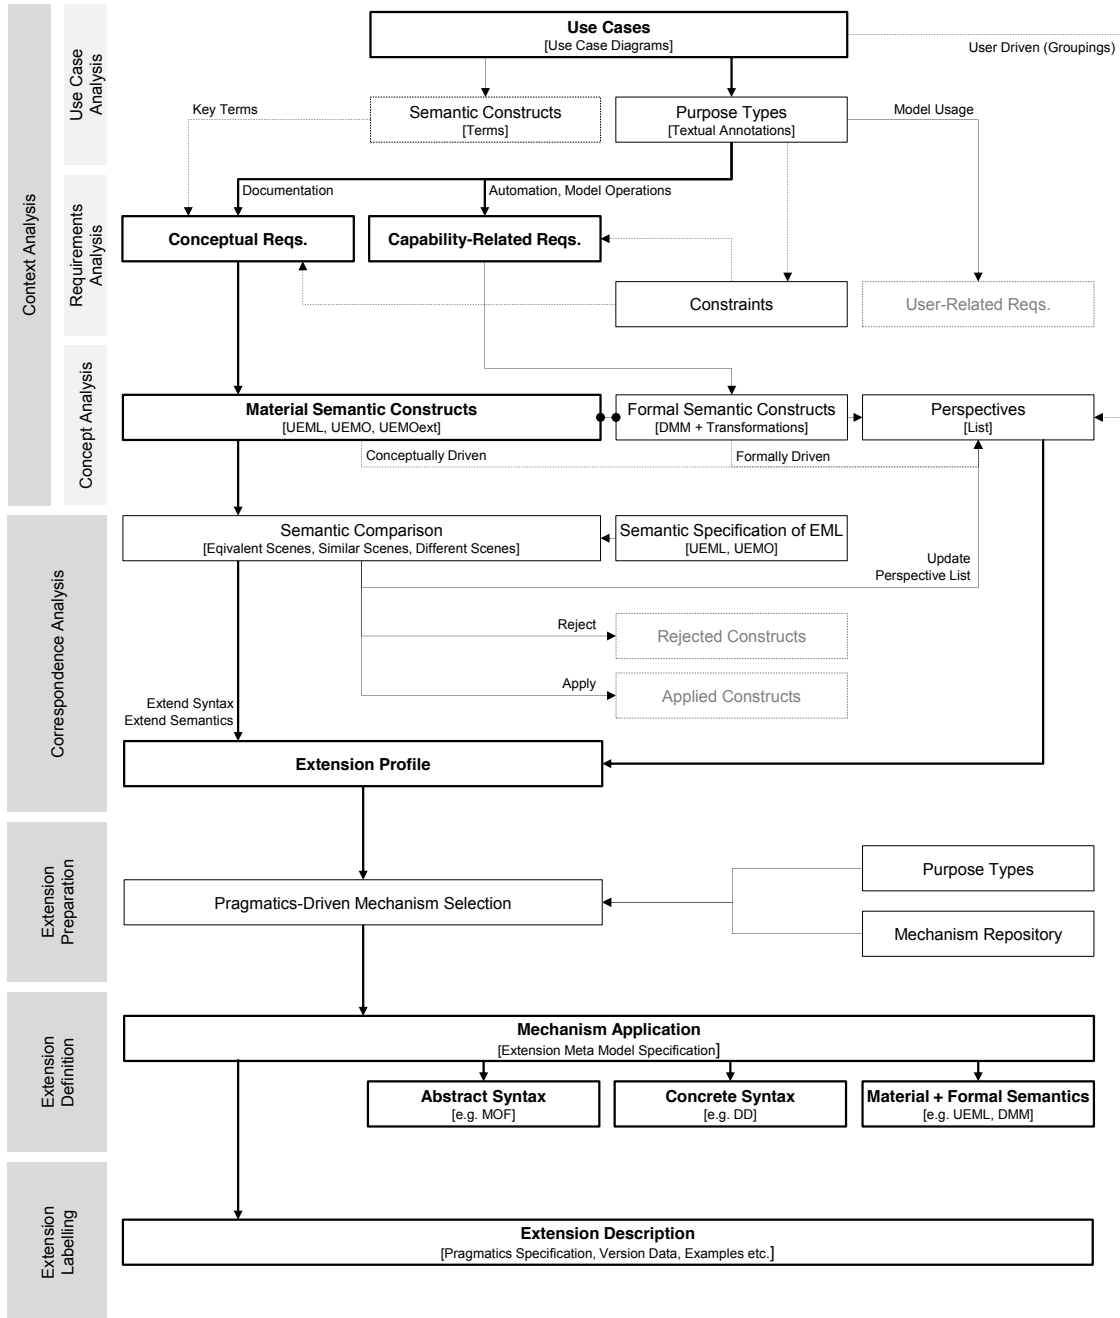 Context Analysis
Use Case
Analysis
Use Cases
[Use Case Diagrams]
User Driven (Groupings)
Key Terms
Semantic Constructs
[Terms]
Purpose Types
[Textual Annotations]
Model Usage
Requirements
Analysis
Documentation
Automation, Model Operations
Conceptual Reqs.
Capability-Related Reqs.
Constraints
User-Related Reqs.
Concept Analysis
Material Semantic Constructs
[UEML, UEMO, UEMOext]
Formal Semantic Constructs
[DMM + Transformations]
Perspectives
[List]
Conceptually Driven
Formally Driven
Correspondence Analysis
Semantic Comparison
[Eqivalent Scenes, Similar Scenes, Different Scenes]
Semantic Specification of EML
[UEML, UEMO]
Update
Perspective List
Reject
Rejected Constructs
Apply
Applied Constructs
Extend Syntax
Extend Semantics
Extension Profile
Extension
Preparation
Purpose Types
Pragmatics-Driven Mechanism Selection
Mechanism Repository
Extension
Definition
Mechanism Application
[Extension Meta Model Specification]
Abstract Syntax
[e.g. MOF]
Concrete Syntax
[e.g. DD]
Material + Formal Semantics
[e.g. UEML, DMM]
Extension
Labelling
Extension Description
[Pragmatics Specification, Version Data, Examples etc.]